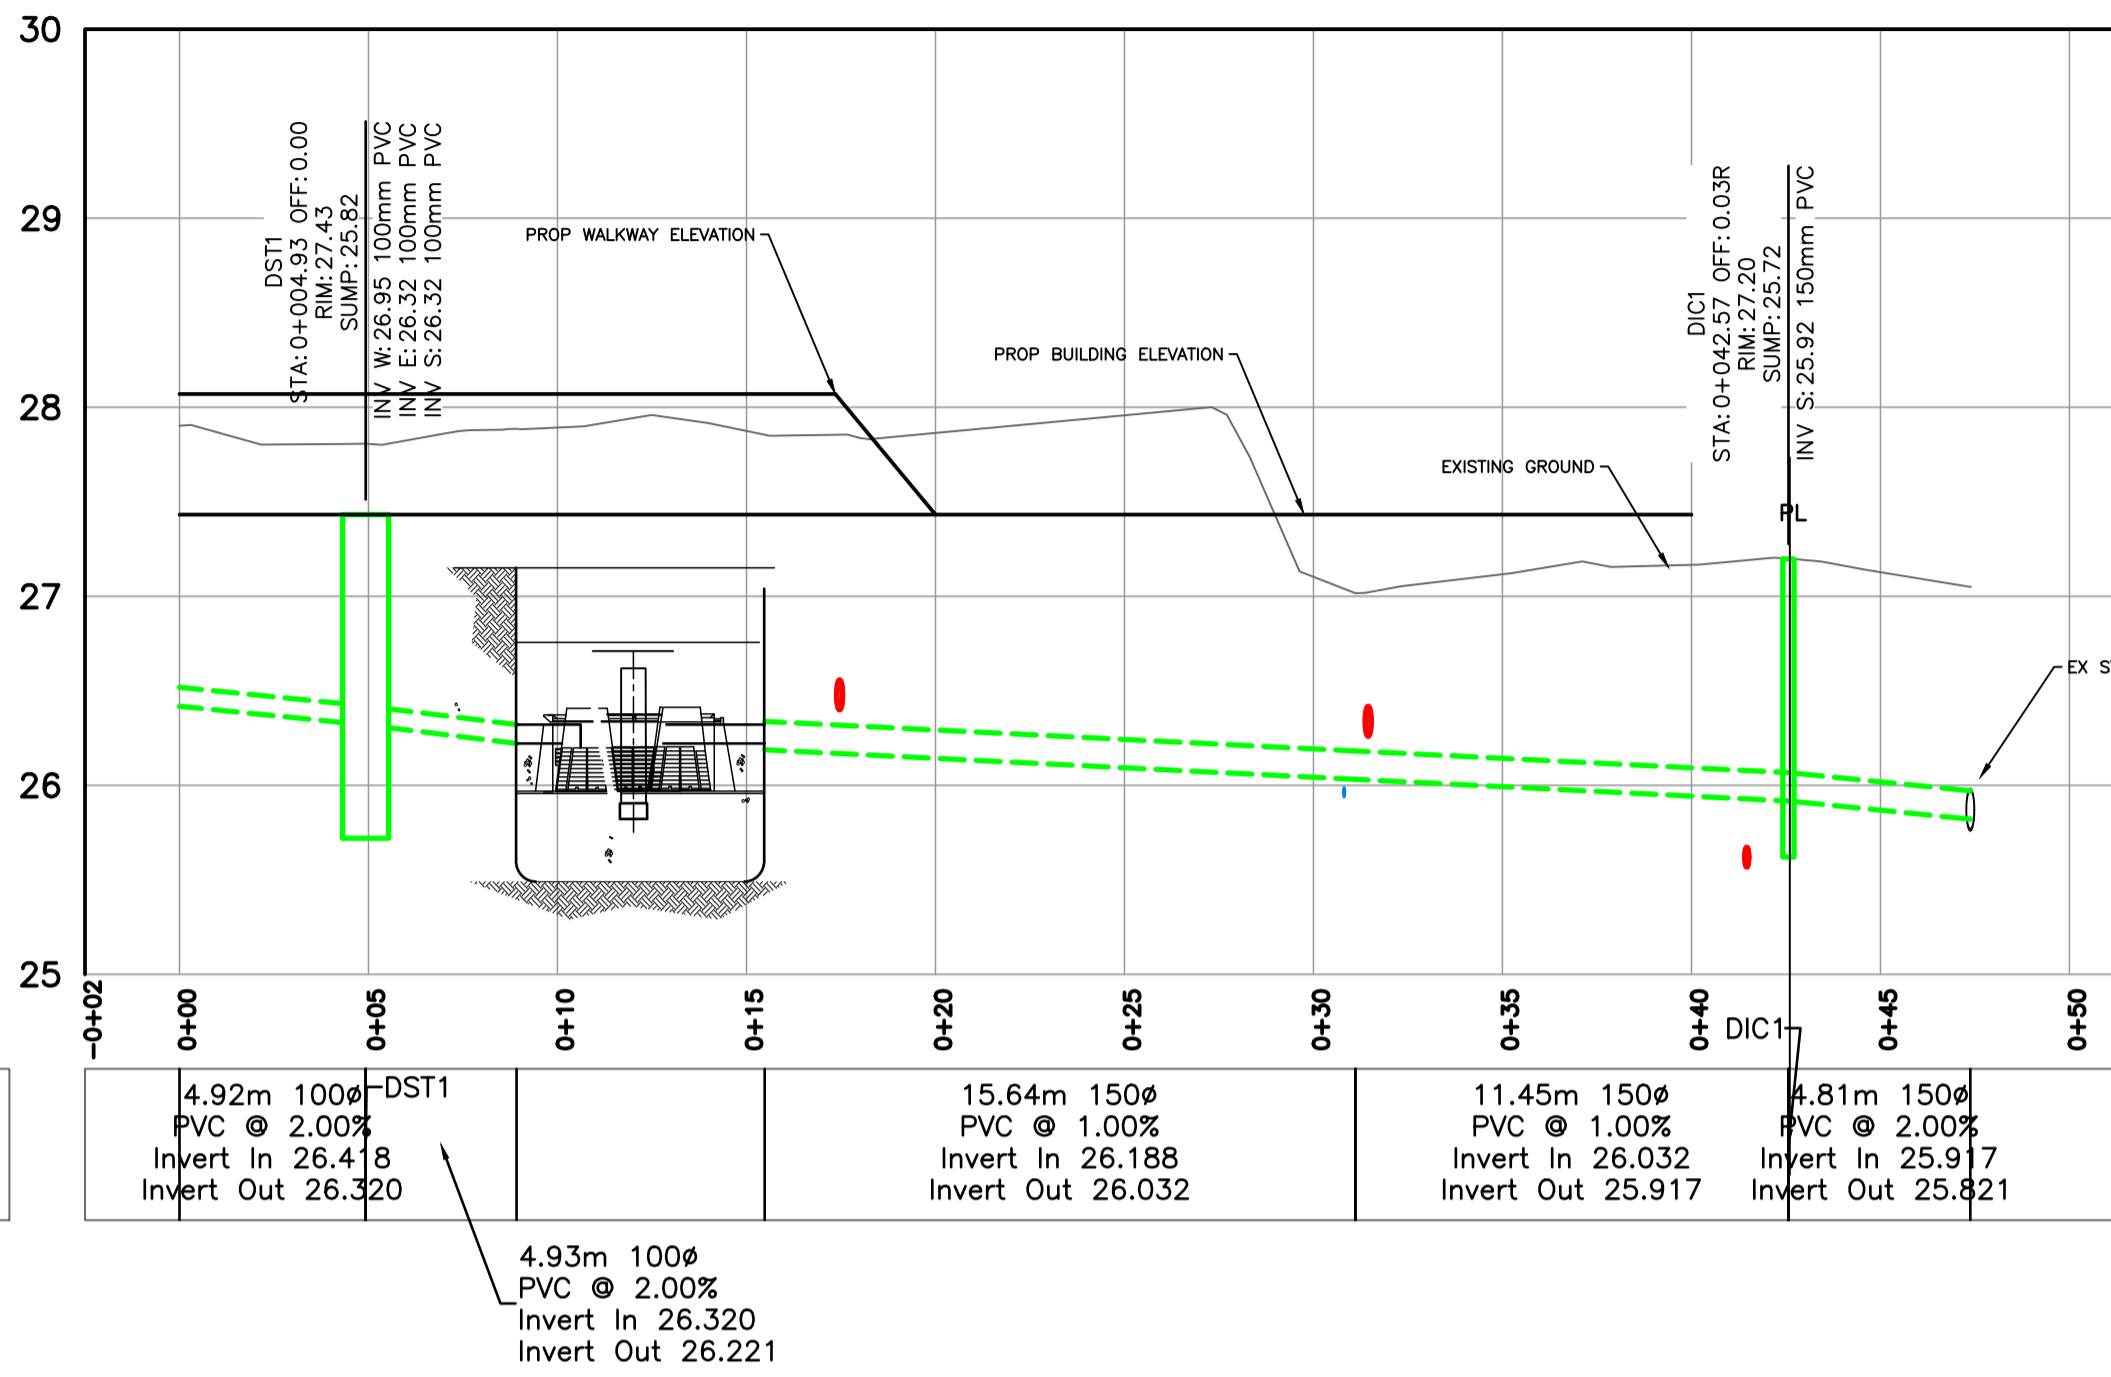 30
29
28
27
26
25
DST1
STA: 0+004.93 OFF: 0.00
RIM: 27.43
SUMP: 25.82
INV W: 26.95 100mm PVC
INV E: 26.32 100mm PVC
INV S: 26.32 100mm PVC
PROP WALKWAY ELEVATION
PROP BUILDING ELEVATION
EXISTING GROUND
DIC1
STA: 0+042.57 OFF: 0.03R
RIM: 27.20
SUMP: 25.72
INV S: 25.92 150mm PVC
PL
EX
-0+02
0+00
0+05
0+10
0+15
0+20
0+25
0+30
0+35
0+40
0+45
0+50
DIC1
DST1
4.92m 100ø
PVC @ 2.00%
Invert In 26.418
Invert Out 26.320
15.64m 150ø
PVC @ 1.00%
Invert In 26.188
Invert Out 26.032
11.45m 150ø
PVC @ 1.00%
Invert In 26.032
Invert Out 25.917
4.81m 150ø
PVC @ 2.00%
Invert In 25.917
Invert Out 25.821
4.93m 100ø
PVC @ 2.00%
Invert In 26.320
Invert Out 26.221